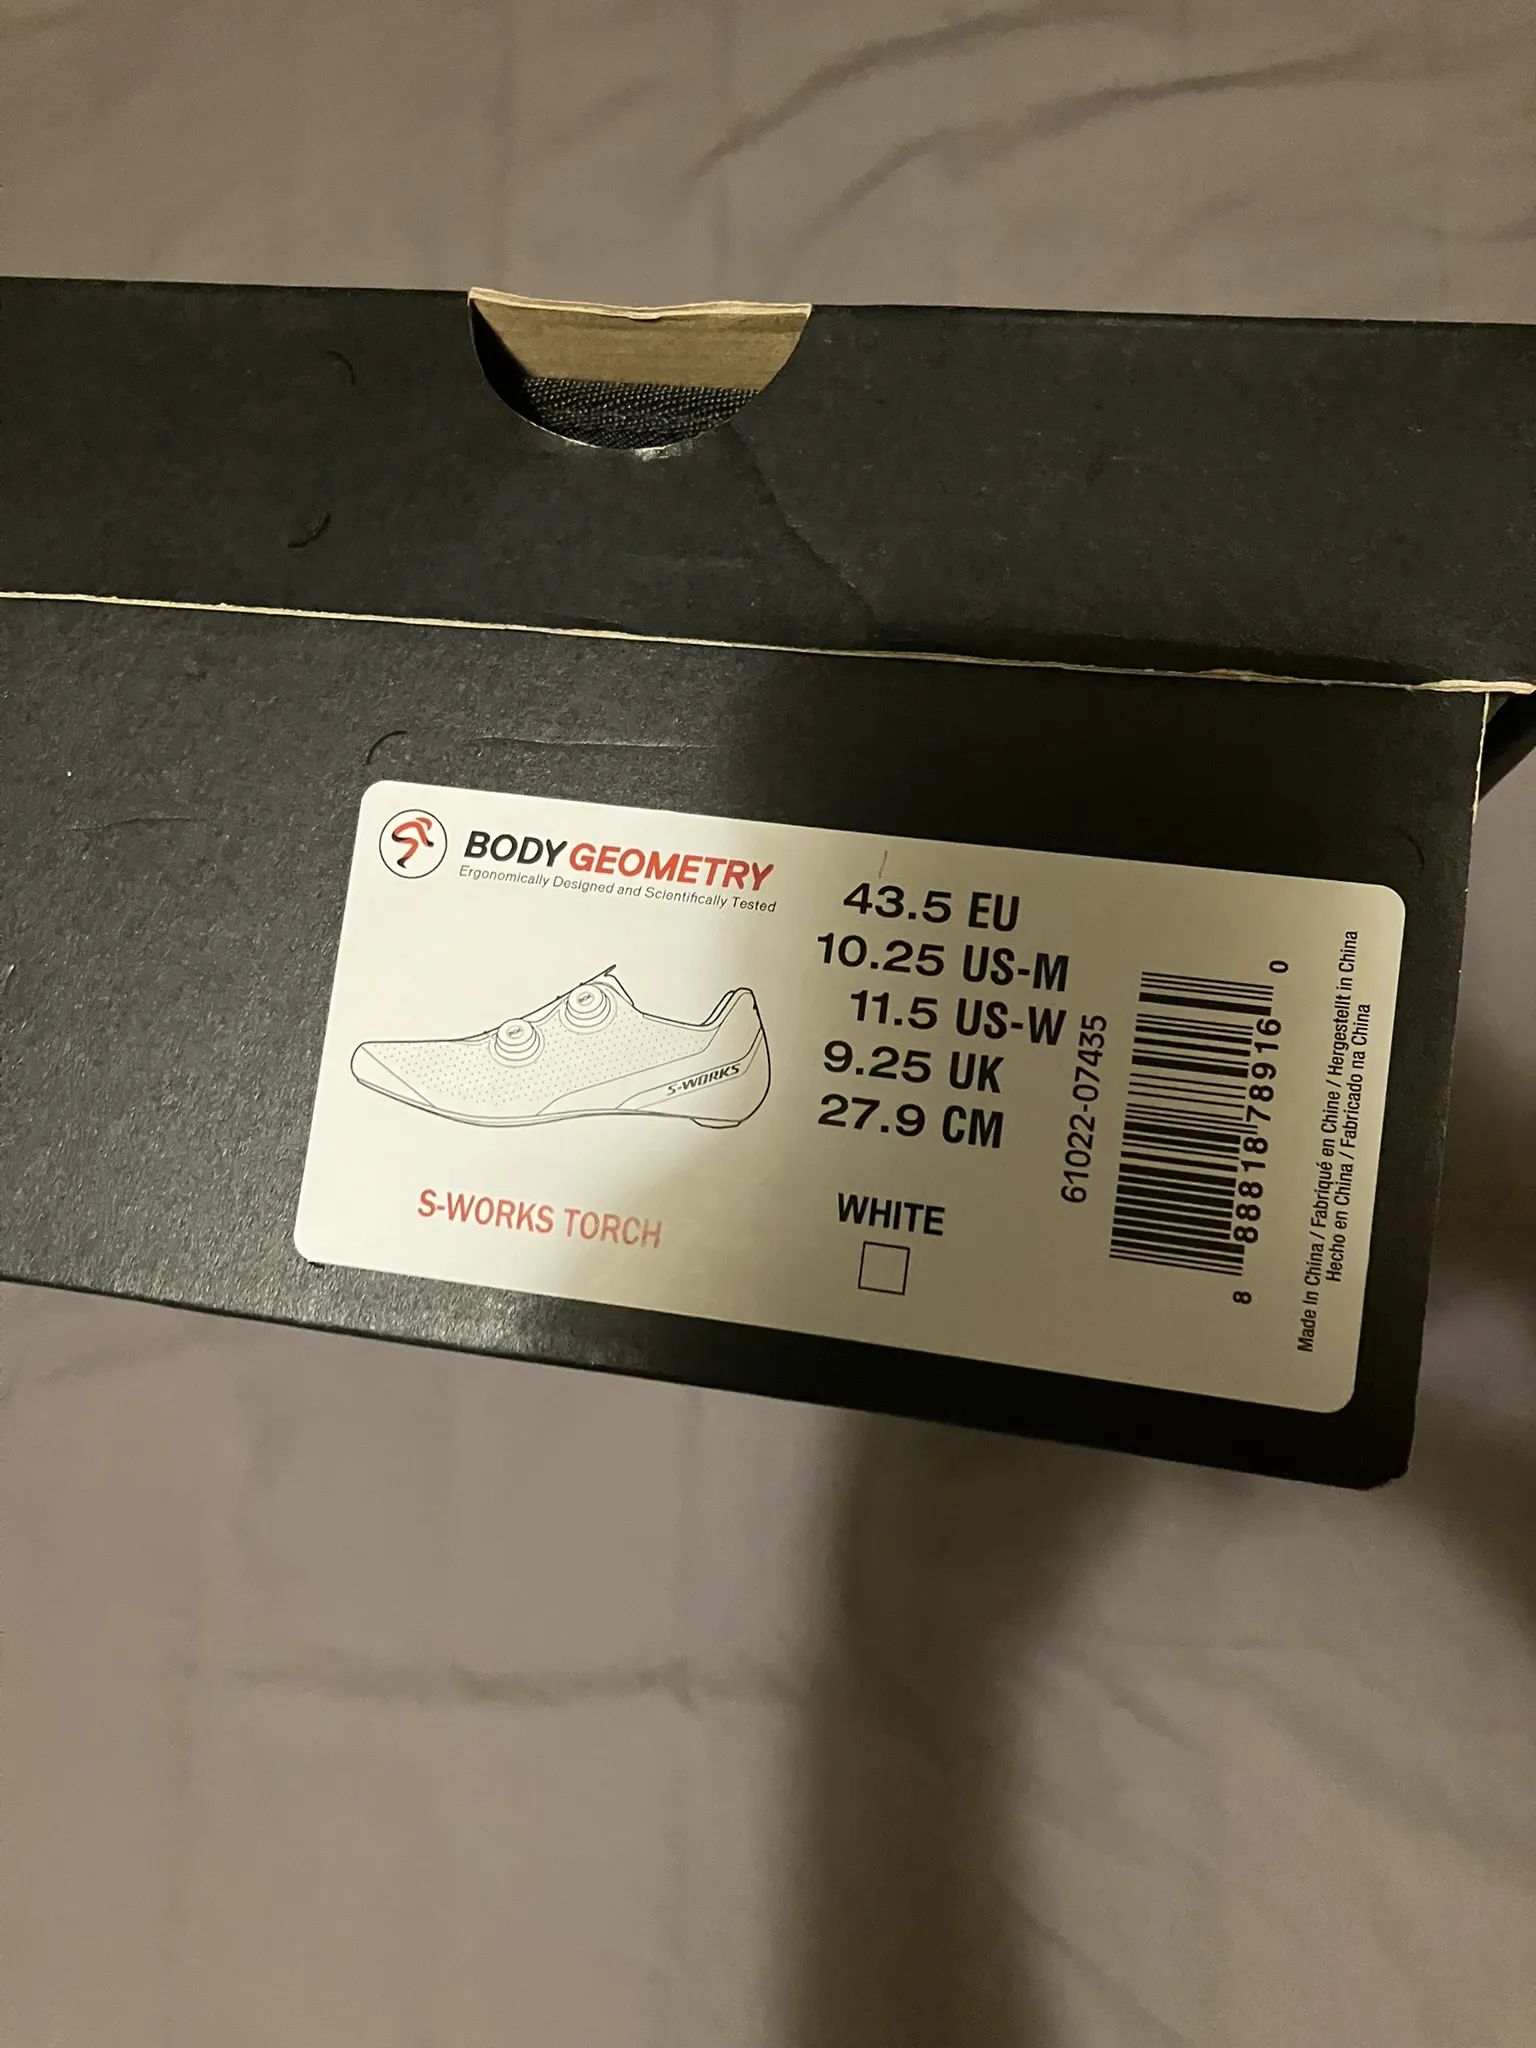 BODY GEOMETRY
Ergonomically Designed and Scientifically Tested
S-WORKS
S-WORKS TORCH
43.5 EU
10.25 US-M
11.5 US-W
9.25 UK
27.9 CM
WHITE
61022-07435
8 88818 78916 0
Made In China / Fabriqué en Chine / Hergestellt in China
Hecho en China / Fabricado na China